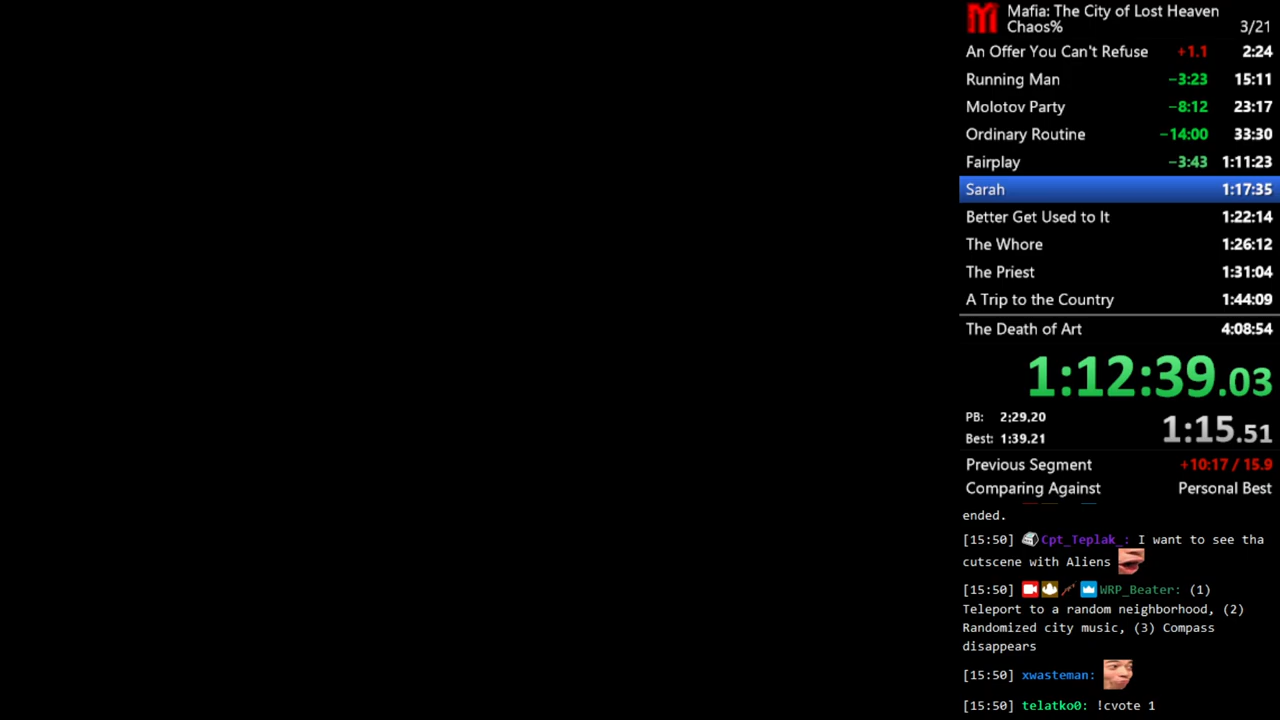 Mafia: The City of Lost Heaven
Chaos% 3/21
An Offer You Can't Refuse +1.1 2:24
Running Man −3:23 15:11
Molotov Party −8:12 23:17
Ordinary Routine −14:00 33:30
Fairplay −3:43 1:11:23
Sarah 1:17:35
Better Get Used to It 1:22:14
The Whore 1:26:12
The Priest 1:31:04
A Trip to the Country 1:44:09
The Death of Art 4:08:54
1:12:39.03
PB: 2;29,20
Best: 1:39.21
1:15.51
Previous Segment +10:17 / 15.9
Comparing Against Personal Best
ended.
[15:50] Cpt_Teplak_: I want to see tha
cutscene with Aliens
[15:50] WRP_Beater: (1)
Teleport to a random neighborhood, (2)
Randomized city music, (3) Compass
disappears
[15:50] xwasteman:
[15:50] telatko0: !cvote 1